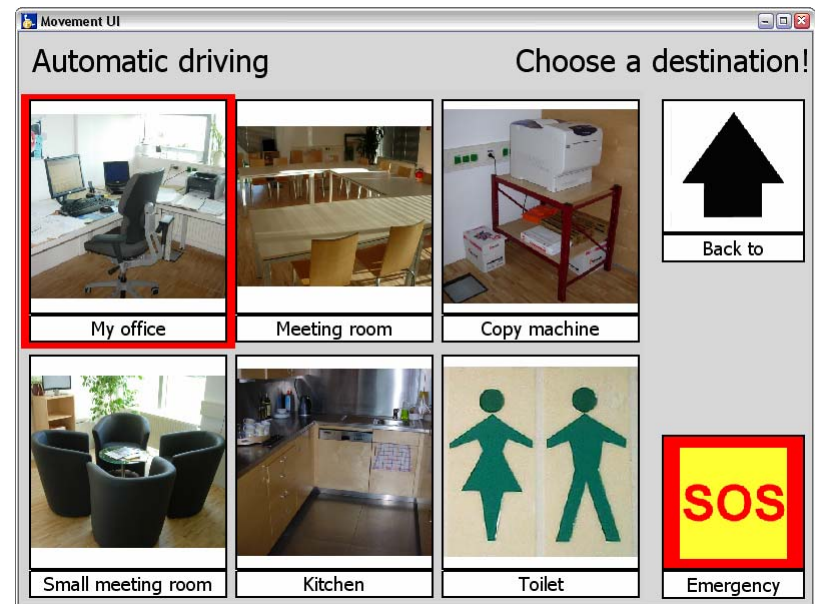 Movement UI
Automatic driving
Choose a destination!
My office
Meeting room
Copy machine
Back to
Small meeting room
Kitchen
Toilet
SOS
Emergency